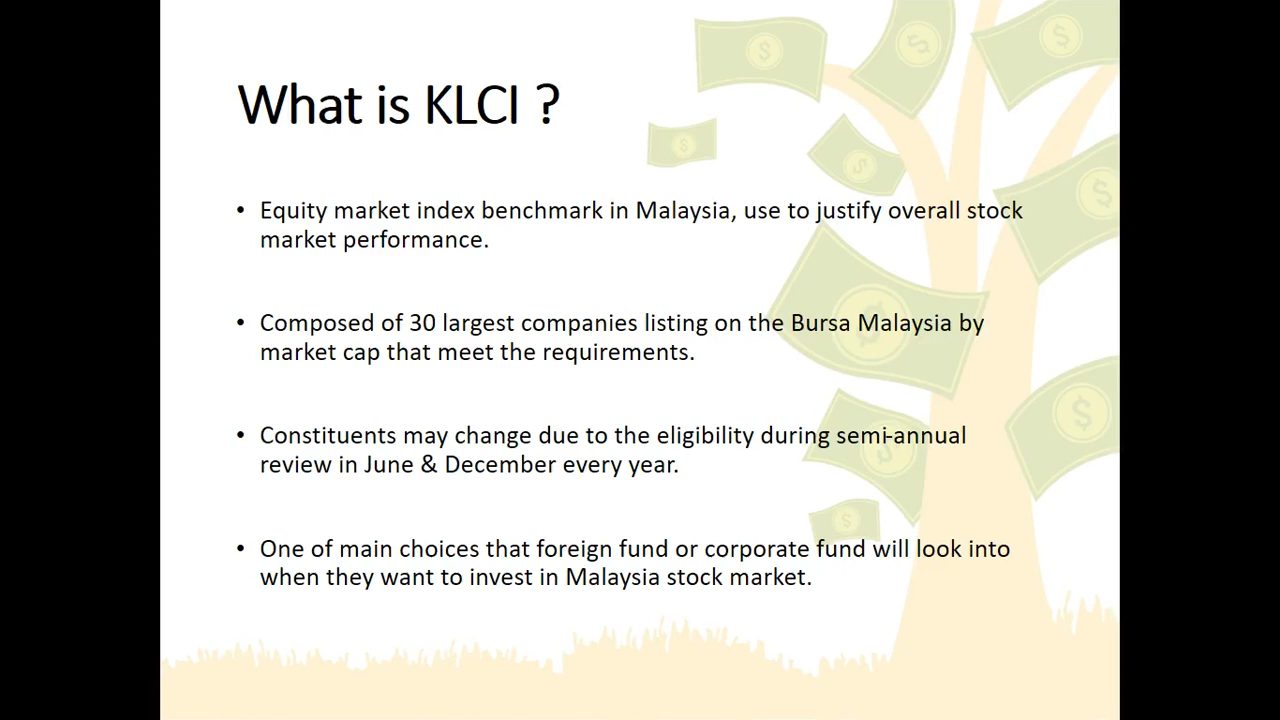 What is KLCI ?
• Equity market index benchmark in Malaysia, use to justify overall stock
market performance.
• Composed of 30 largest companies listing on the Bursa Malaysia by
market cap that meet the requirements.
• Constituents may change due to the eligibility during semi-annual
review in June & December every year.
• One of main choices that foreign fund or corporate fund will look into
when they want to invest in Malaysia stock market.